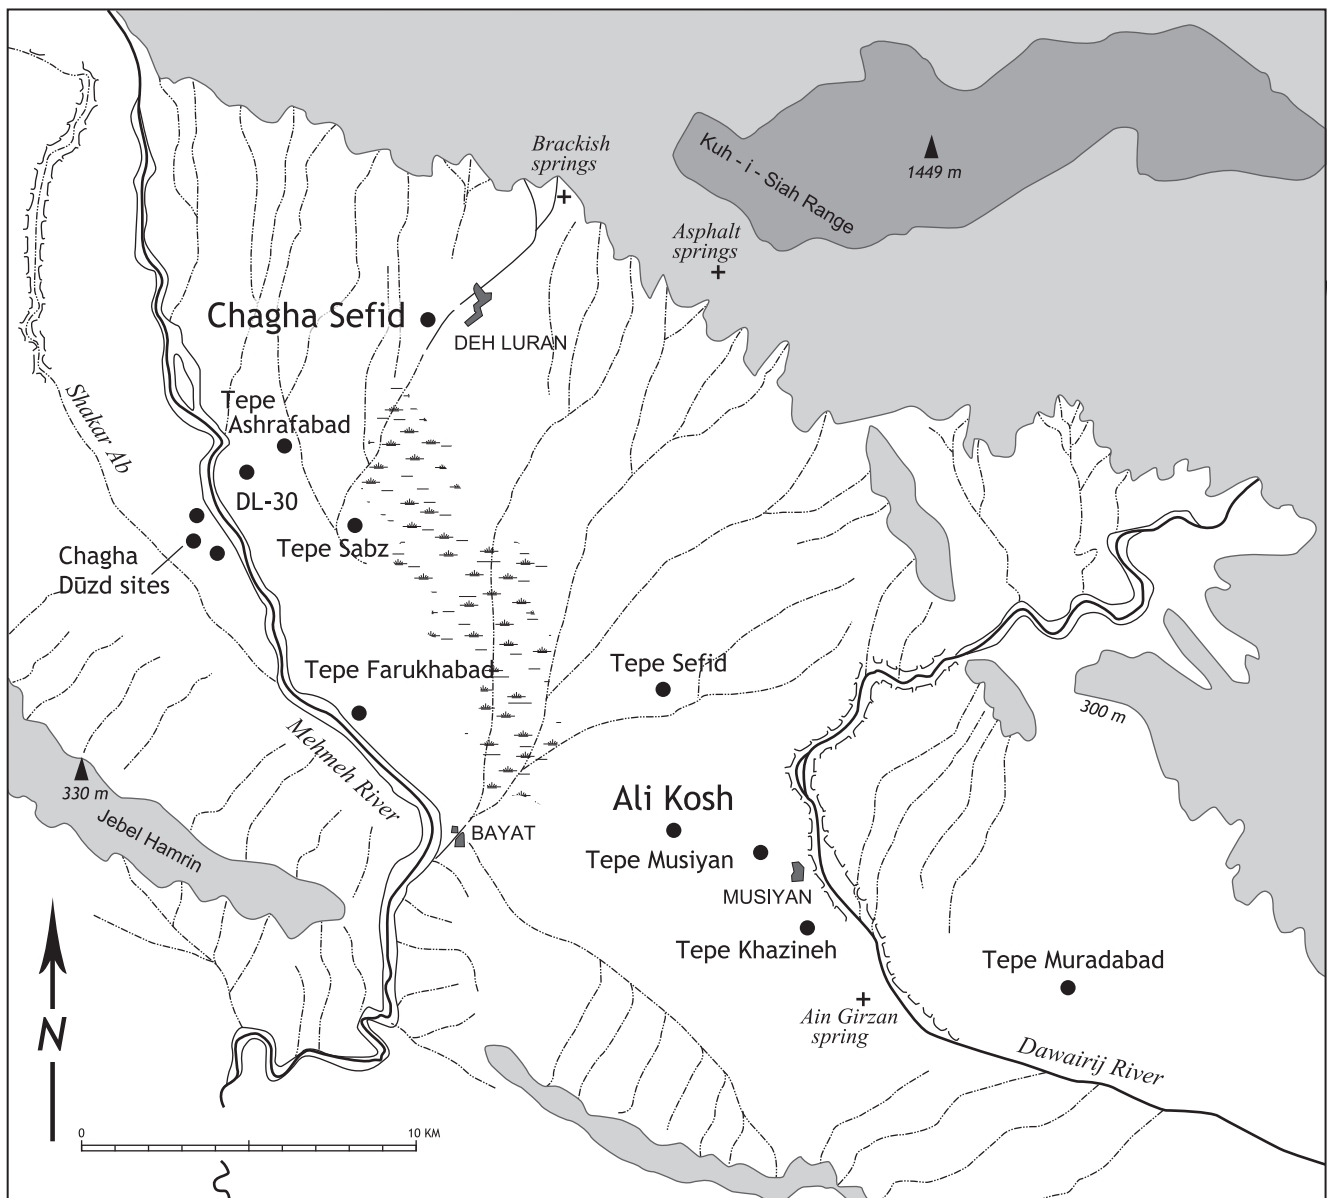 Brackish
springs
Kuh - i - Siah Range
1449 m
Asphalt
springs
Chagha Sefid
DEH LURAN
Shakar Ab
Tepe
Ashrafabad
DL-30
Tepe Sabz
Chagha
Dūzd sites
Tepe Farukhabad
Tepe Sefid
300 m
Mehmeh River
330 m
Jebel Hamrin
BAYAT
Ali Kosh
Tepe Musiyan
MUSIYAN
Tepe Khazineh
Tepe Muradabad
Ain Girzan
spring
N
Dawairij River
0 10 KM